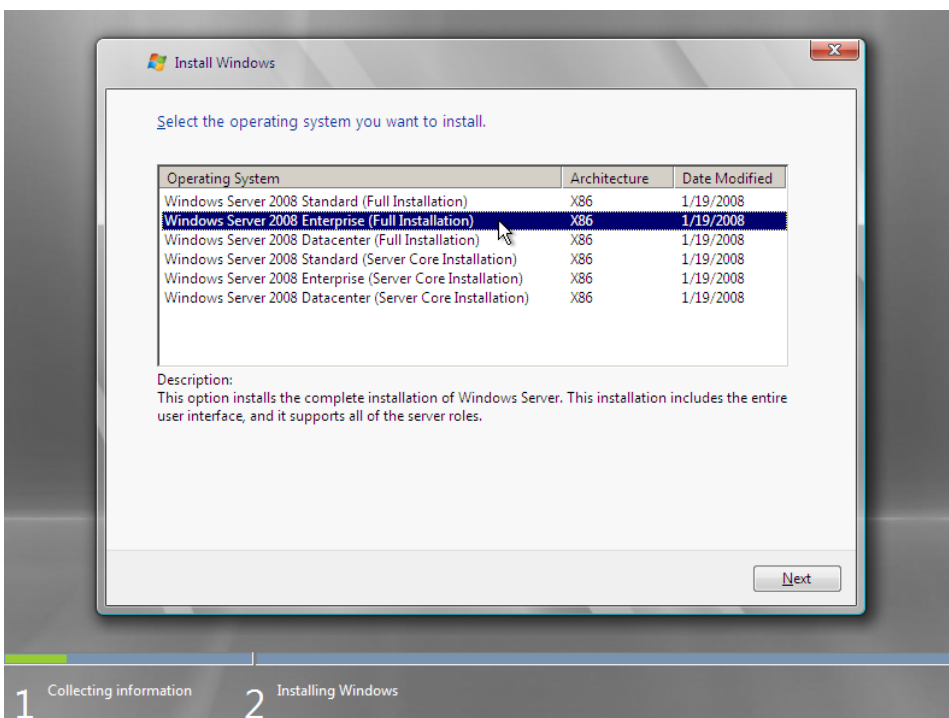 Install Windows
Select the operating system you want to install.
Operating System Architecture Date Modified
Windows Server 2008 Standard (Full Installation) X86 1/19/2008
Windows Server 2008 Enterprise (Full Installation) X86 1/19/2008
Windows Server 2008 Datacenter (Full Installation) X86 1/19/2008
Windows Server 2008 Standard (Server Core Installation) X86 1/19/2008
Windows Server 2008 Enterprise (Server Core Installation) X86 1/19/2008
Windows Server 2008 Datacenter (Server Core Installation) X86 1/19/2008
Description:
This option installs the complete installation of Windows Server. This installation includes the entire
user interface, and it supports all of the server roles.
Next
1 Collecting information 2 Installing Windows